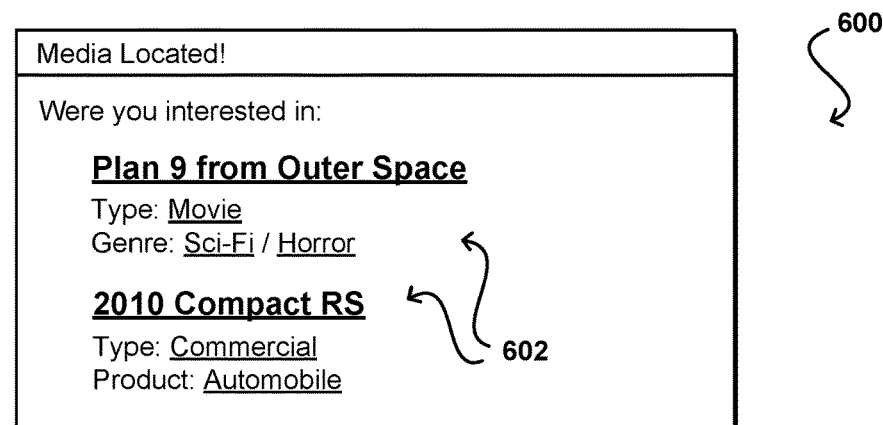 600
Media Located!
Were you interested in:
Plan 9 from Outer Space
Type: Movie
Genre: Sci-Fi / Horror
2010 Compact RS
Type: Commercial
602
Product: Automobile